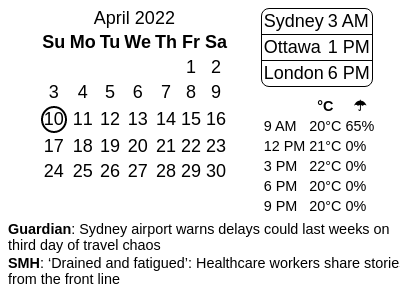 April 2022
Su Mo Tu We Th Fr Sa
1 2
3 4 5 6 7 8 9
10 11 12 13 14 15 16
17 18 19 20 21 22 23
24 25 26 27 28 29 30
Sydney 3 AM
Ottawa 1 PM
London 6 PM
°C ☂
9 AM 20°C 65%
12 PM 21°C 0%
3 PM 22°C 0%
6 PM 20°C 0%
9 PM 20°C 0%
Guardian: Sydney airport warns delays could last weeks on
third day of travel chaos
SMH: ‘Drained and fatigued’: Healthcare workers share stories
from the front line